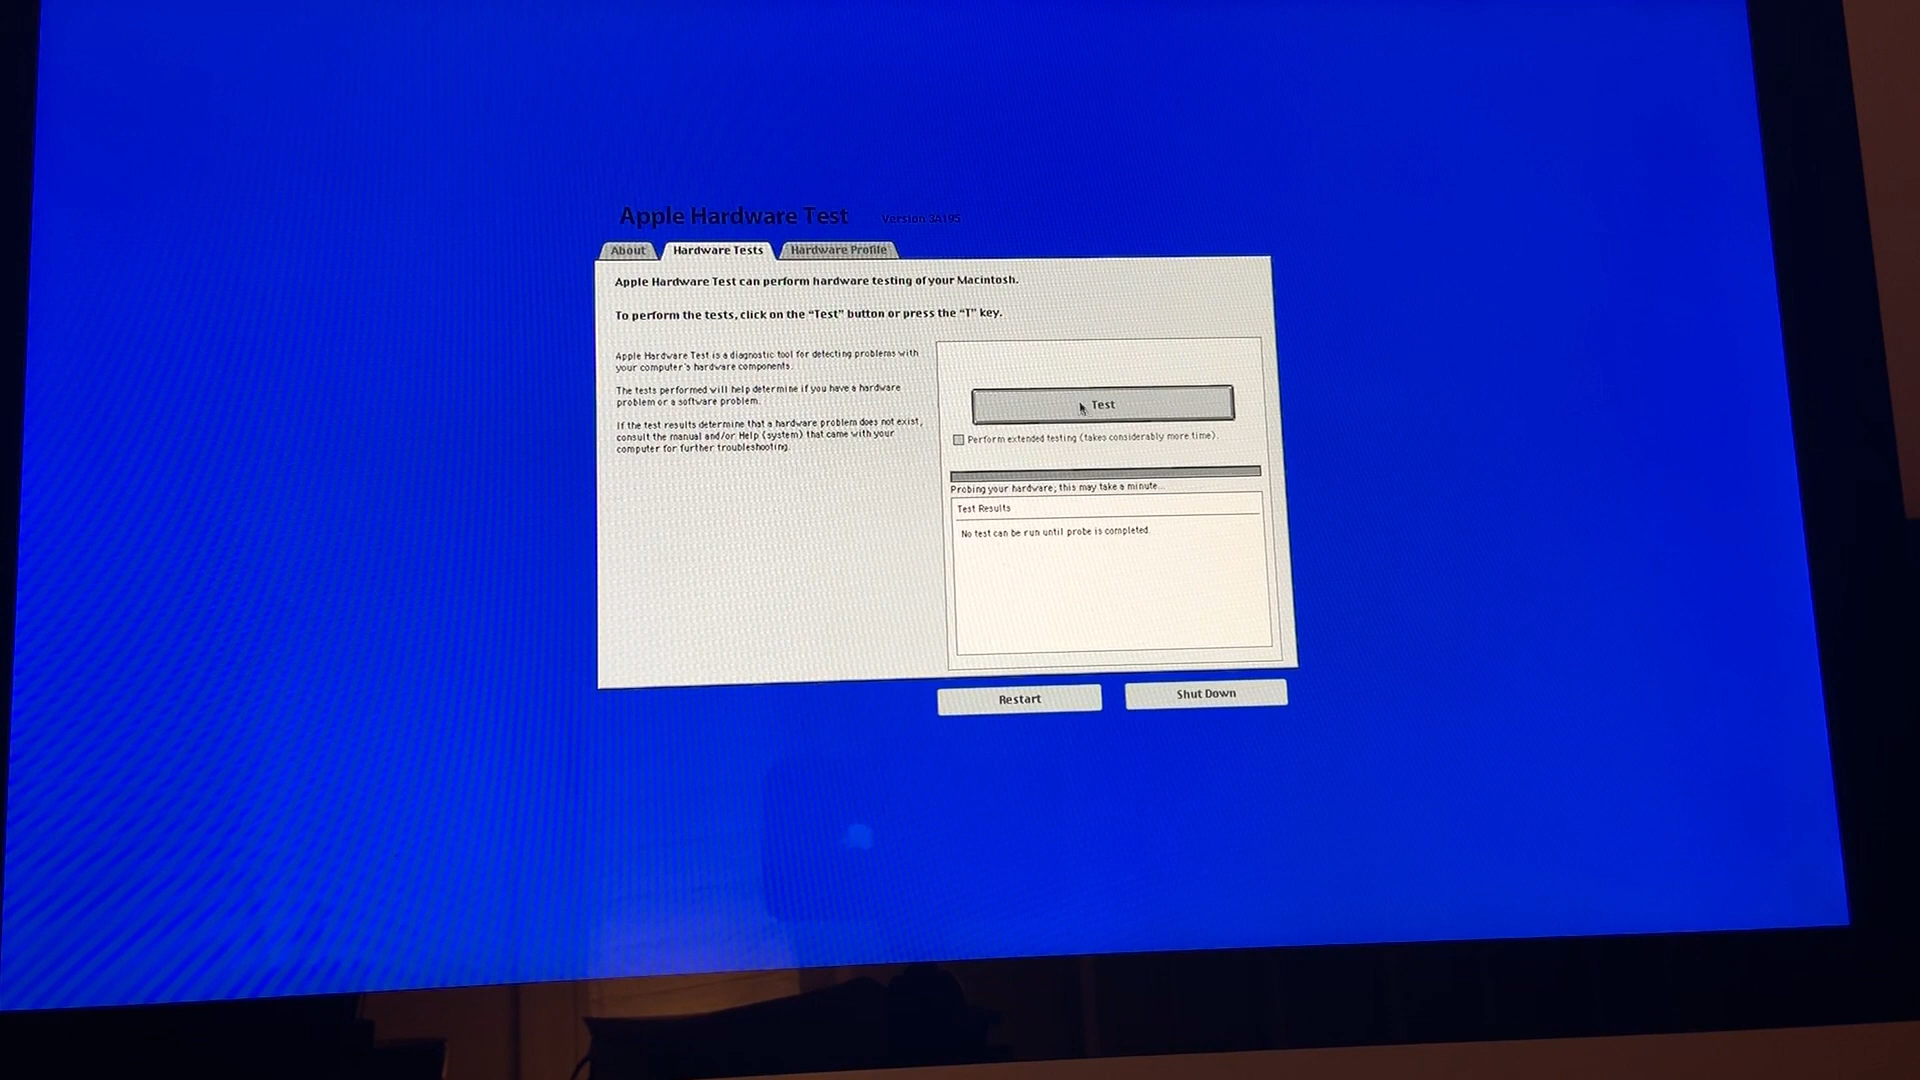 Apple Hardware Test Version 3A195
About Hardware Tests Hardware Profile
Apple Hardware Test can perform hardware testing of your Macintosh.
To perform the tests, click on the “Test” button or press the “T” key.
Apple Hardware Test is a diagnostic tool for detecting problems with
your computer's hardware components.
The tests performed will help determine if you have a hardware
problem or a software problem.
If the test results determine that a hardware problem does not exist,
consult the manual and/or Help (system) that came with your
computer for further troubleshooting.
Test
Perform extended testing (takes considerably more time).
Probing your hardware; this may take a minute...
Test Results
No test can be run until probe is completed.
Restart Shut Down